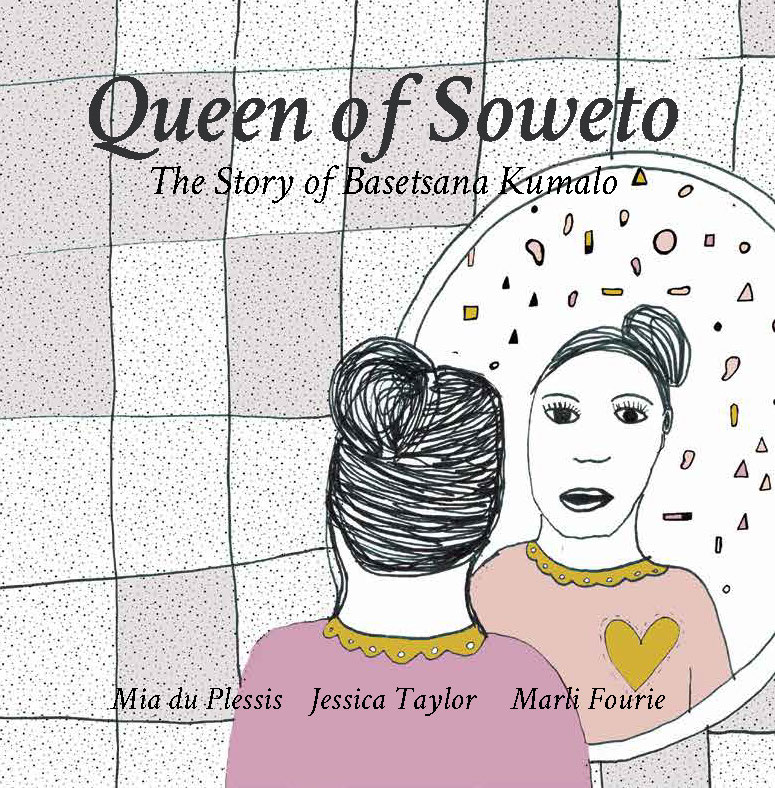 Queen of Soweto
The Story of Basetsana Kumalo
Mia du Plessis Jessica Taylor Marli Fourie